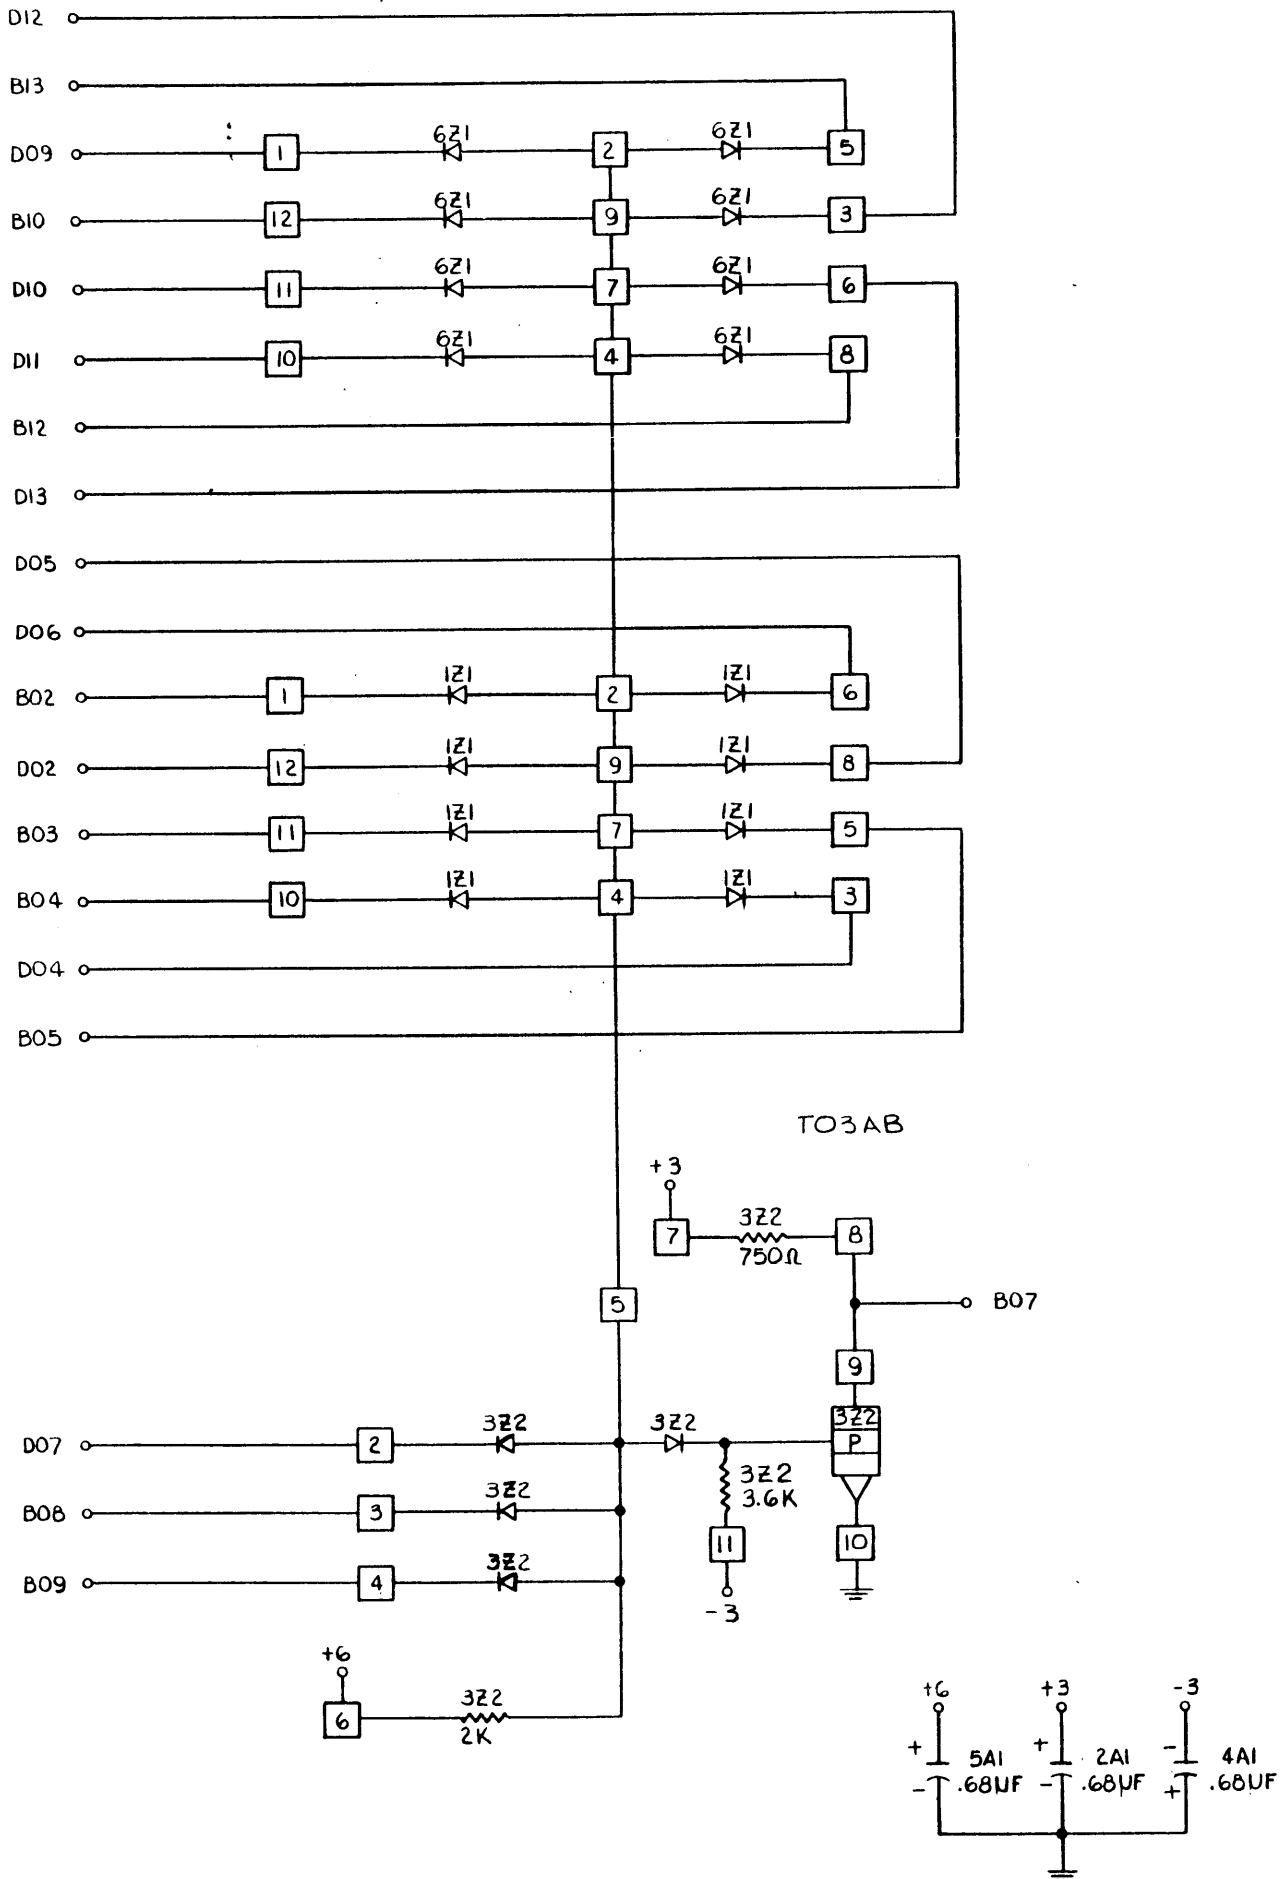 D12
B13
6Z1 6Z1
D09 1 2 5
6Z1 6Z1
B10 12 9 3
6Z1 6Z1
D10 11 7 6
6Z1 6Z1
D11 10 4 8
B12
D13
D05
D06
1Z1 1Z1
B02 1 2 6
1Z1 1Z1
D02 12 9 8
1Z1 1Z1
B03 11 7 5
1Z1 1Z1
B04 10 4 3
D04
B05
TO3AB
+3
3Z2
7 8
750Ω
5 B07
9
3Z2 3Z2 3Z2
D07 2 P
3Z2 3Z2
3.6K
B08 3
11 10
3Z2
B09 4
-3
+6
3Z2
6
2K
+6 +3 -3
+ 5A1 + 2A1 - 4A1
- .68UF - .68UF + .68UF